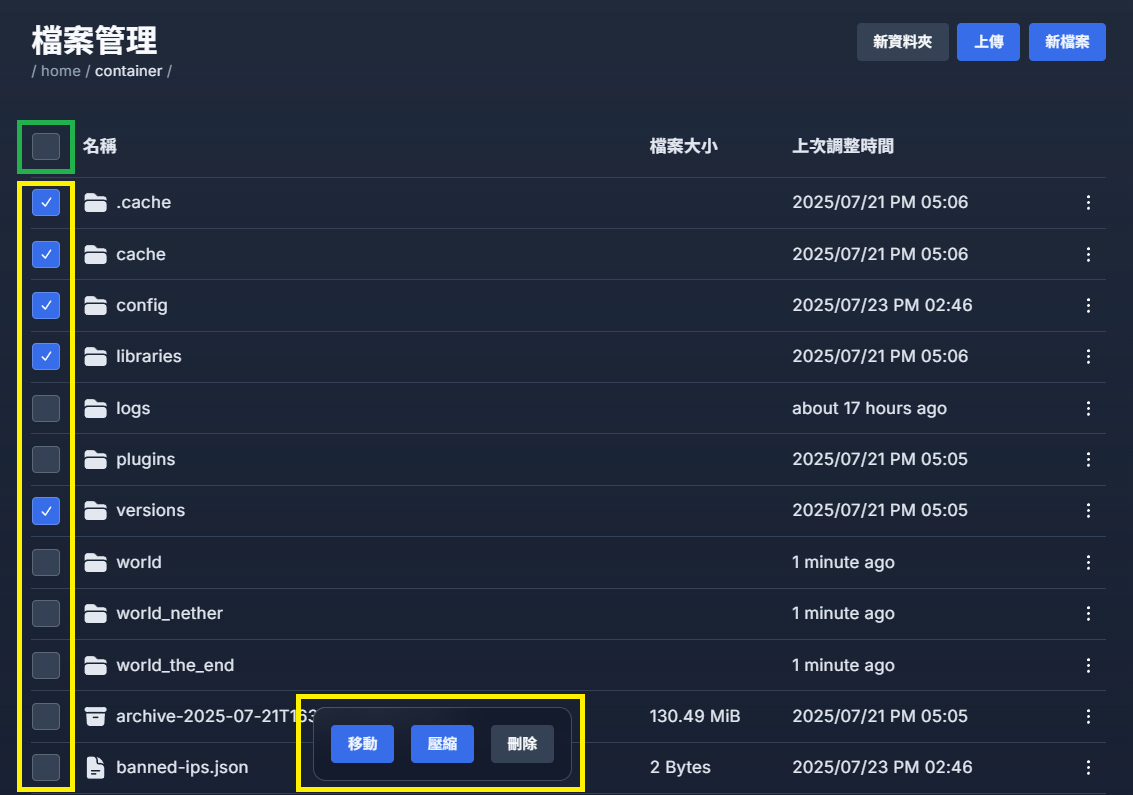 檔案管理
/ home / container /
新資料夾 上傳 新檔案
名稱 檔案大小 上次調整時間
.cache 2025/07/21 PM 05:06
cache 2025/07/21 PM 05:06
config 2025/07/23 PM 02:46
libraries 2025/07/21 PM 05:06
logs about 17 hours ago
plugins 2025/07/21 PM 05:05
versions 2025/07/21 PM 05:05
world 1 minute ago
world_nether 1 minute ago
world_the_end 1 minute ago
archive-2025-07-21T163 130.49 MiB 2025/07/21 PM 05:05
移動 壓縮 刪除
banned-ips.json 2 Bytes 2025/07/23 PM 02:46